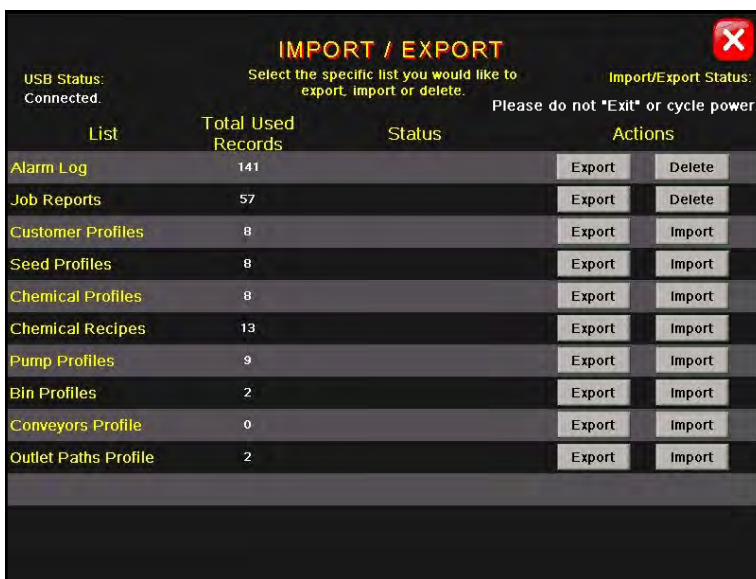 IMPORT / EXPORT
USB Status:
Connected.
Select the specific list you would like to
export, import or delete.
Import/Export Status:
Please do not "Exit" or cycle power
List Total Used Records Status Actions
Alarm Log 141 Export Delete
Job Reports 57 Export Delete
Customer Profiles 8 Export Import
Seed Profiles 8 Export Import
Chemical Profiles 8 Export Import
Chemical Recipes 13 Export Import
Pump Profiles 9 Export Import
Bin Profiles 2 Export Import
Conveyors Profile 0 Export Import
Outlet Paths Profile 2 Export Import